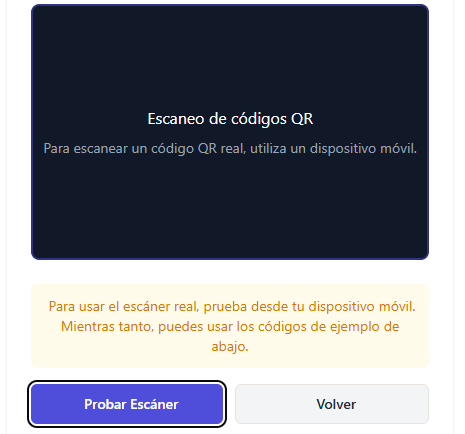 Escaneo de códigos QR
Para escanear un código QR real, utiliza un dispositivo móvil.
Para usar el escáner real, prueba desde tu dispositivo móvil.
Mientras tanto, puedes usar los códigos de ejemplo de
abajo.
Probar Escáner
Volver